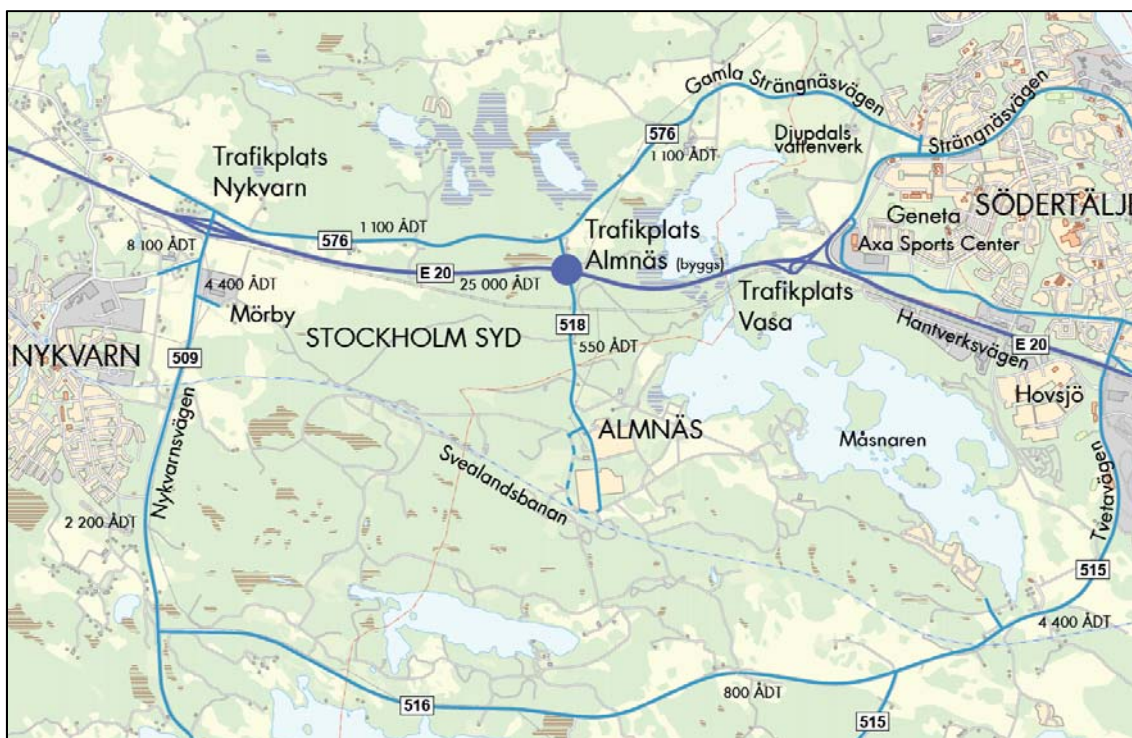 Gamla Strängnäsvägen
Strängnäsvägen
576
1 100 ÅDT
Djupdals
vattenverk
Trafikplats
Nykvarn
SÖDERTÄLJE
Geneta
Axa Sports Center
1 100 ÅDT
576
Trafikplats
Almnäs (byggs)
8 100 ÅDT
E 20
25 000 ÅDT
4 400 ÅDT
Trafikplats
Vasa
Mörby
518
STOCKHOLM SYD
550 ÅDT
Hantverksvägen
E 20
NYKVARN
509
Hovsjö
Nykvarnsvägen
ALMNÄS
Måsnaren
Svealandsbanan
Tvetavägen
2 200 ÅDT
515
4 400 ÅDT
800 ÅDT
516
515